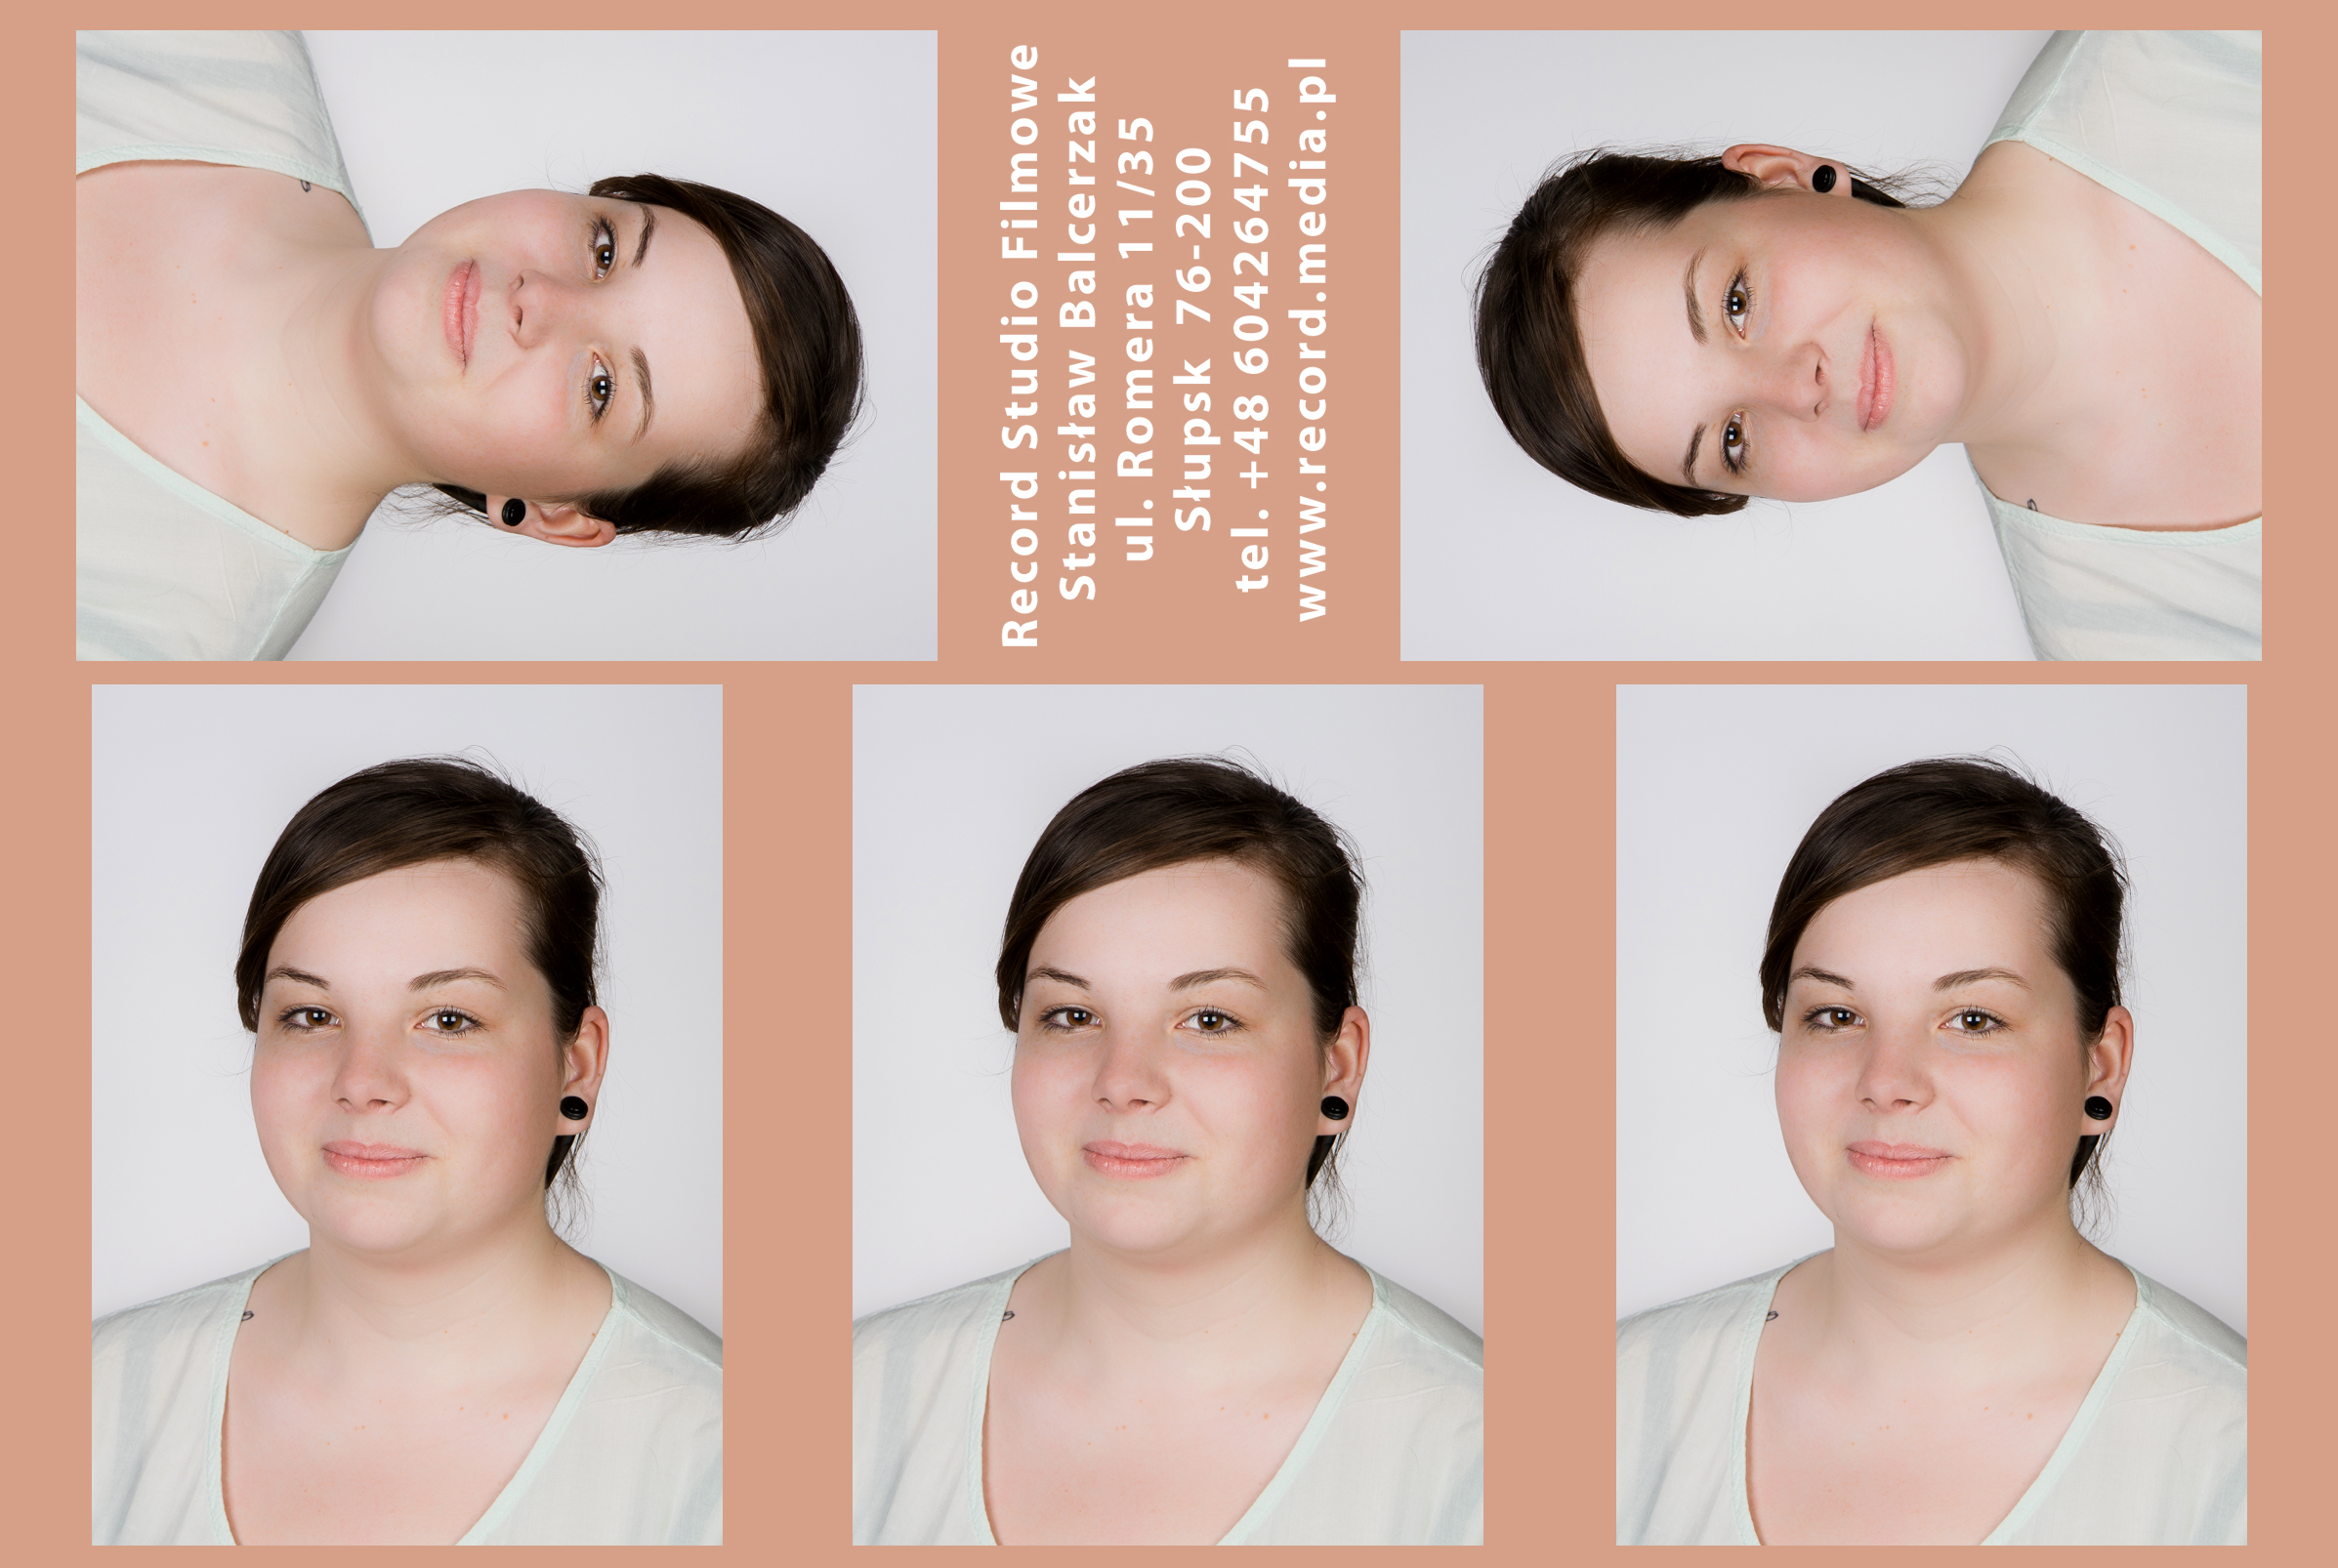 Record Studio Filmowe
Stanisław Balcerzak
ul. Romera 11/35
Słupsk 76-200
tel. +48 604264755
www.record.media.pl